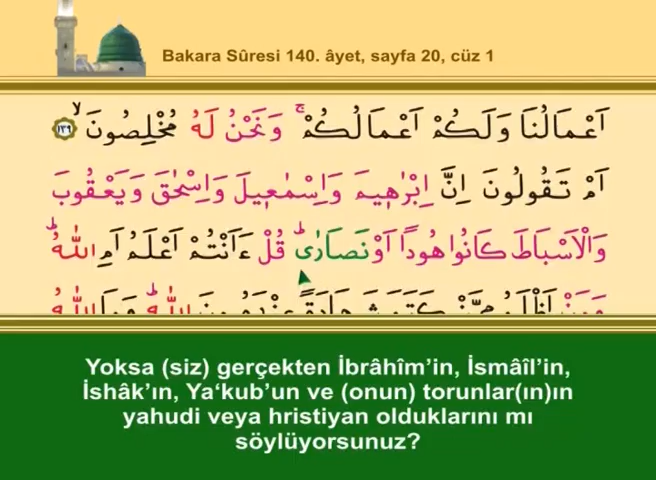 Bakara Sûresi 140. âyet, sayfa 20, cüz 1
اَعْمَالُنَا وَلَكُمْ اَعْمَالُكُمْۚ وَنَحْنُ لَهُ مُخْلِصُونَۙ ﴿١٣٩﴾
اَمْ تَقُولُونَ اِنَّ اِبْرٰه۪يمَ وَاِسْمٰع۪يلَ وَاِسْحٰقَ وَيَعْقُوبَ
وَالْاَسْبَاطَ كَانُوا هُودًا اَوْ نَصَارٰىۜ قُلْ ءَاَنْتُمْ اَعْلَمُ اَمِ اللّٰهُۜ
Yoksa (siz) gerçekten İbrâhîm’in, İsmâîl’in,
İshâk’ın, Ya‘kub’un ve (onun) torunlar(ın)ın
yahudi veya hristiyan olduklarını mı
söylüyorsunuz?